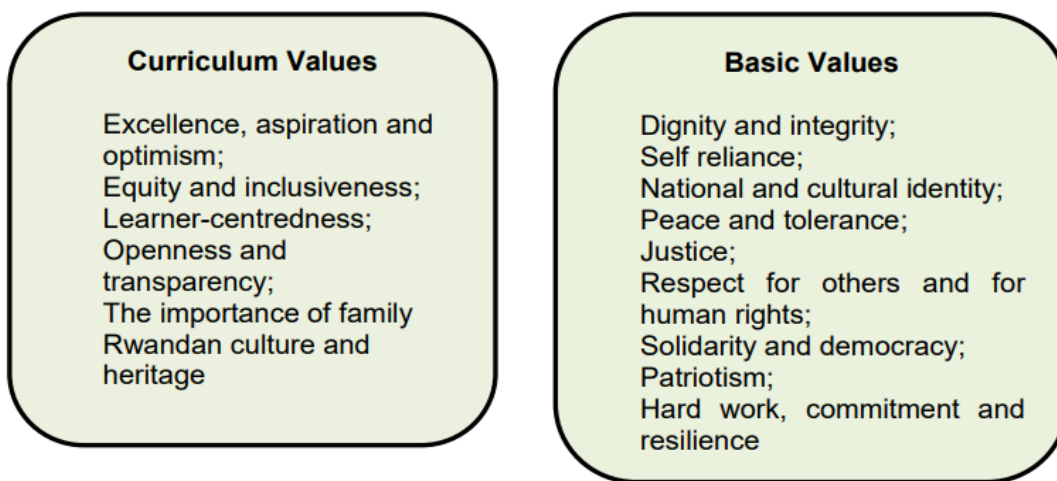 Curriculum Values
Excellence, aspiration and
optimism;
Equity and inclusiveness;
Learner-centredness;
Openness and
transparency;
The importance of family
Rwandan culture and
heritage
Basic Values
Dignity and integrity;
Self reliance;
National and cultural identity;
Peace and tolerance;
Justice;
Respect for others and for
human rights;
Solidarity and democracy;
Patriotism;
Hard work, commitment and
resilience